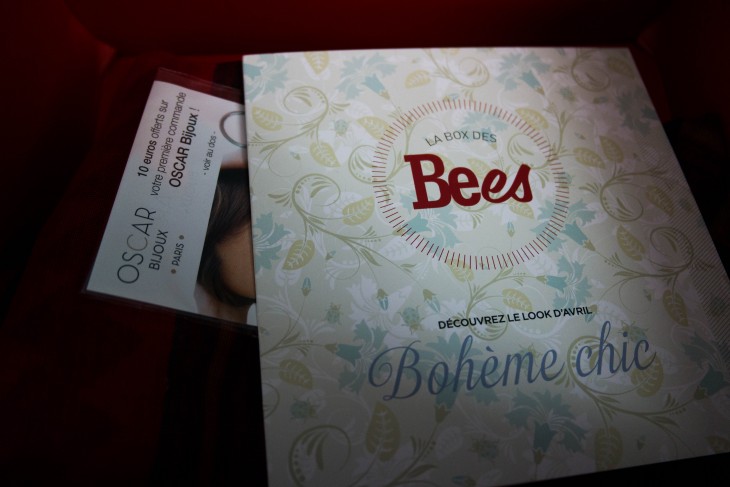 OSCAR
BIJOUX
* PARIS *
10 euros offerts sur
votre première commande
OSCAR Bijoux !
- voir au dos -
LA BOX DES
Bees
DÉCOUVREZ LE LOOK D'AVRIL
Bohème chic